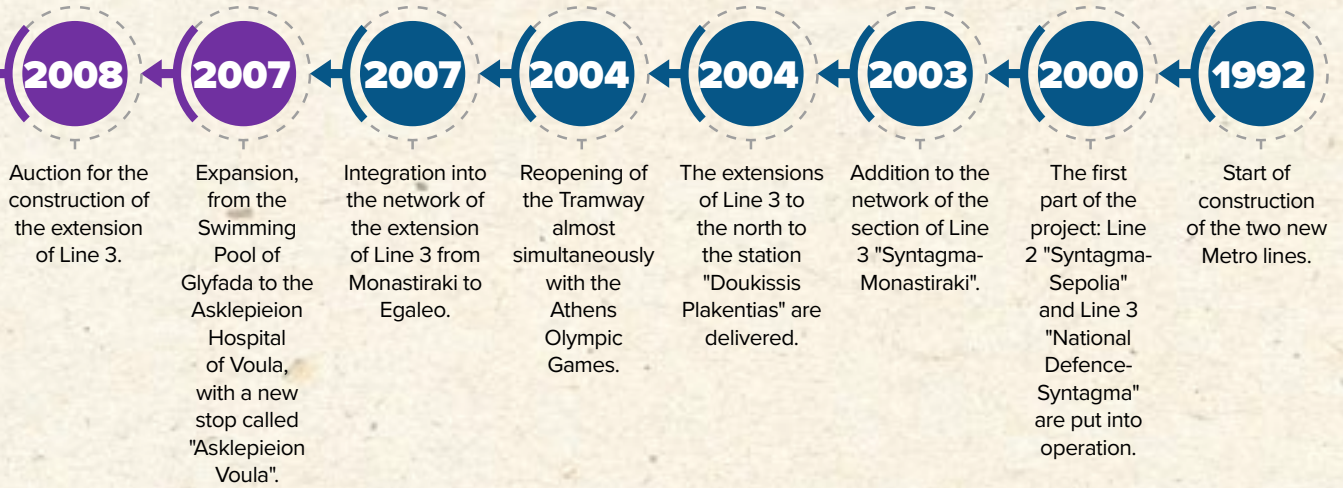 2008
Auction for the
construction of
the extension
of Line 3.
2007
Expansion,
from the
Swimming
Pool of
Glyfada to the
Asklepieion
Hospital
of Voula,
with a new
stop called
"Asklepieion
Voula".
2007
Integration into
the network of
the extension
of Line 3 from
Monastiraki to
Egaleo.
2004
Reopening of
the Tramway
almost
simultaneously
with the
Athens
Olympic
Games.
2004
The extensions
of Line 3 to
the north to
the station
"Doukissis
Plakentias" are
delivered.
2003
Addition to the
network of the
section of Line
3 "Syntagma-
Monastiraki".
2000
The first
part of the
project: Line
2 "Syntagma-
Sepolia"
and Line 3
"National
Defence-
Syntagma"
are put into
operation.
1992
Start of
construction
of the two new
Metro lines.